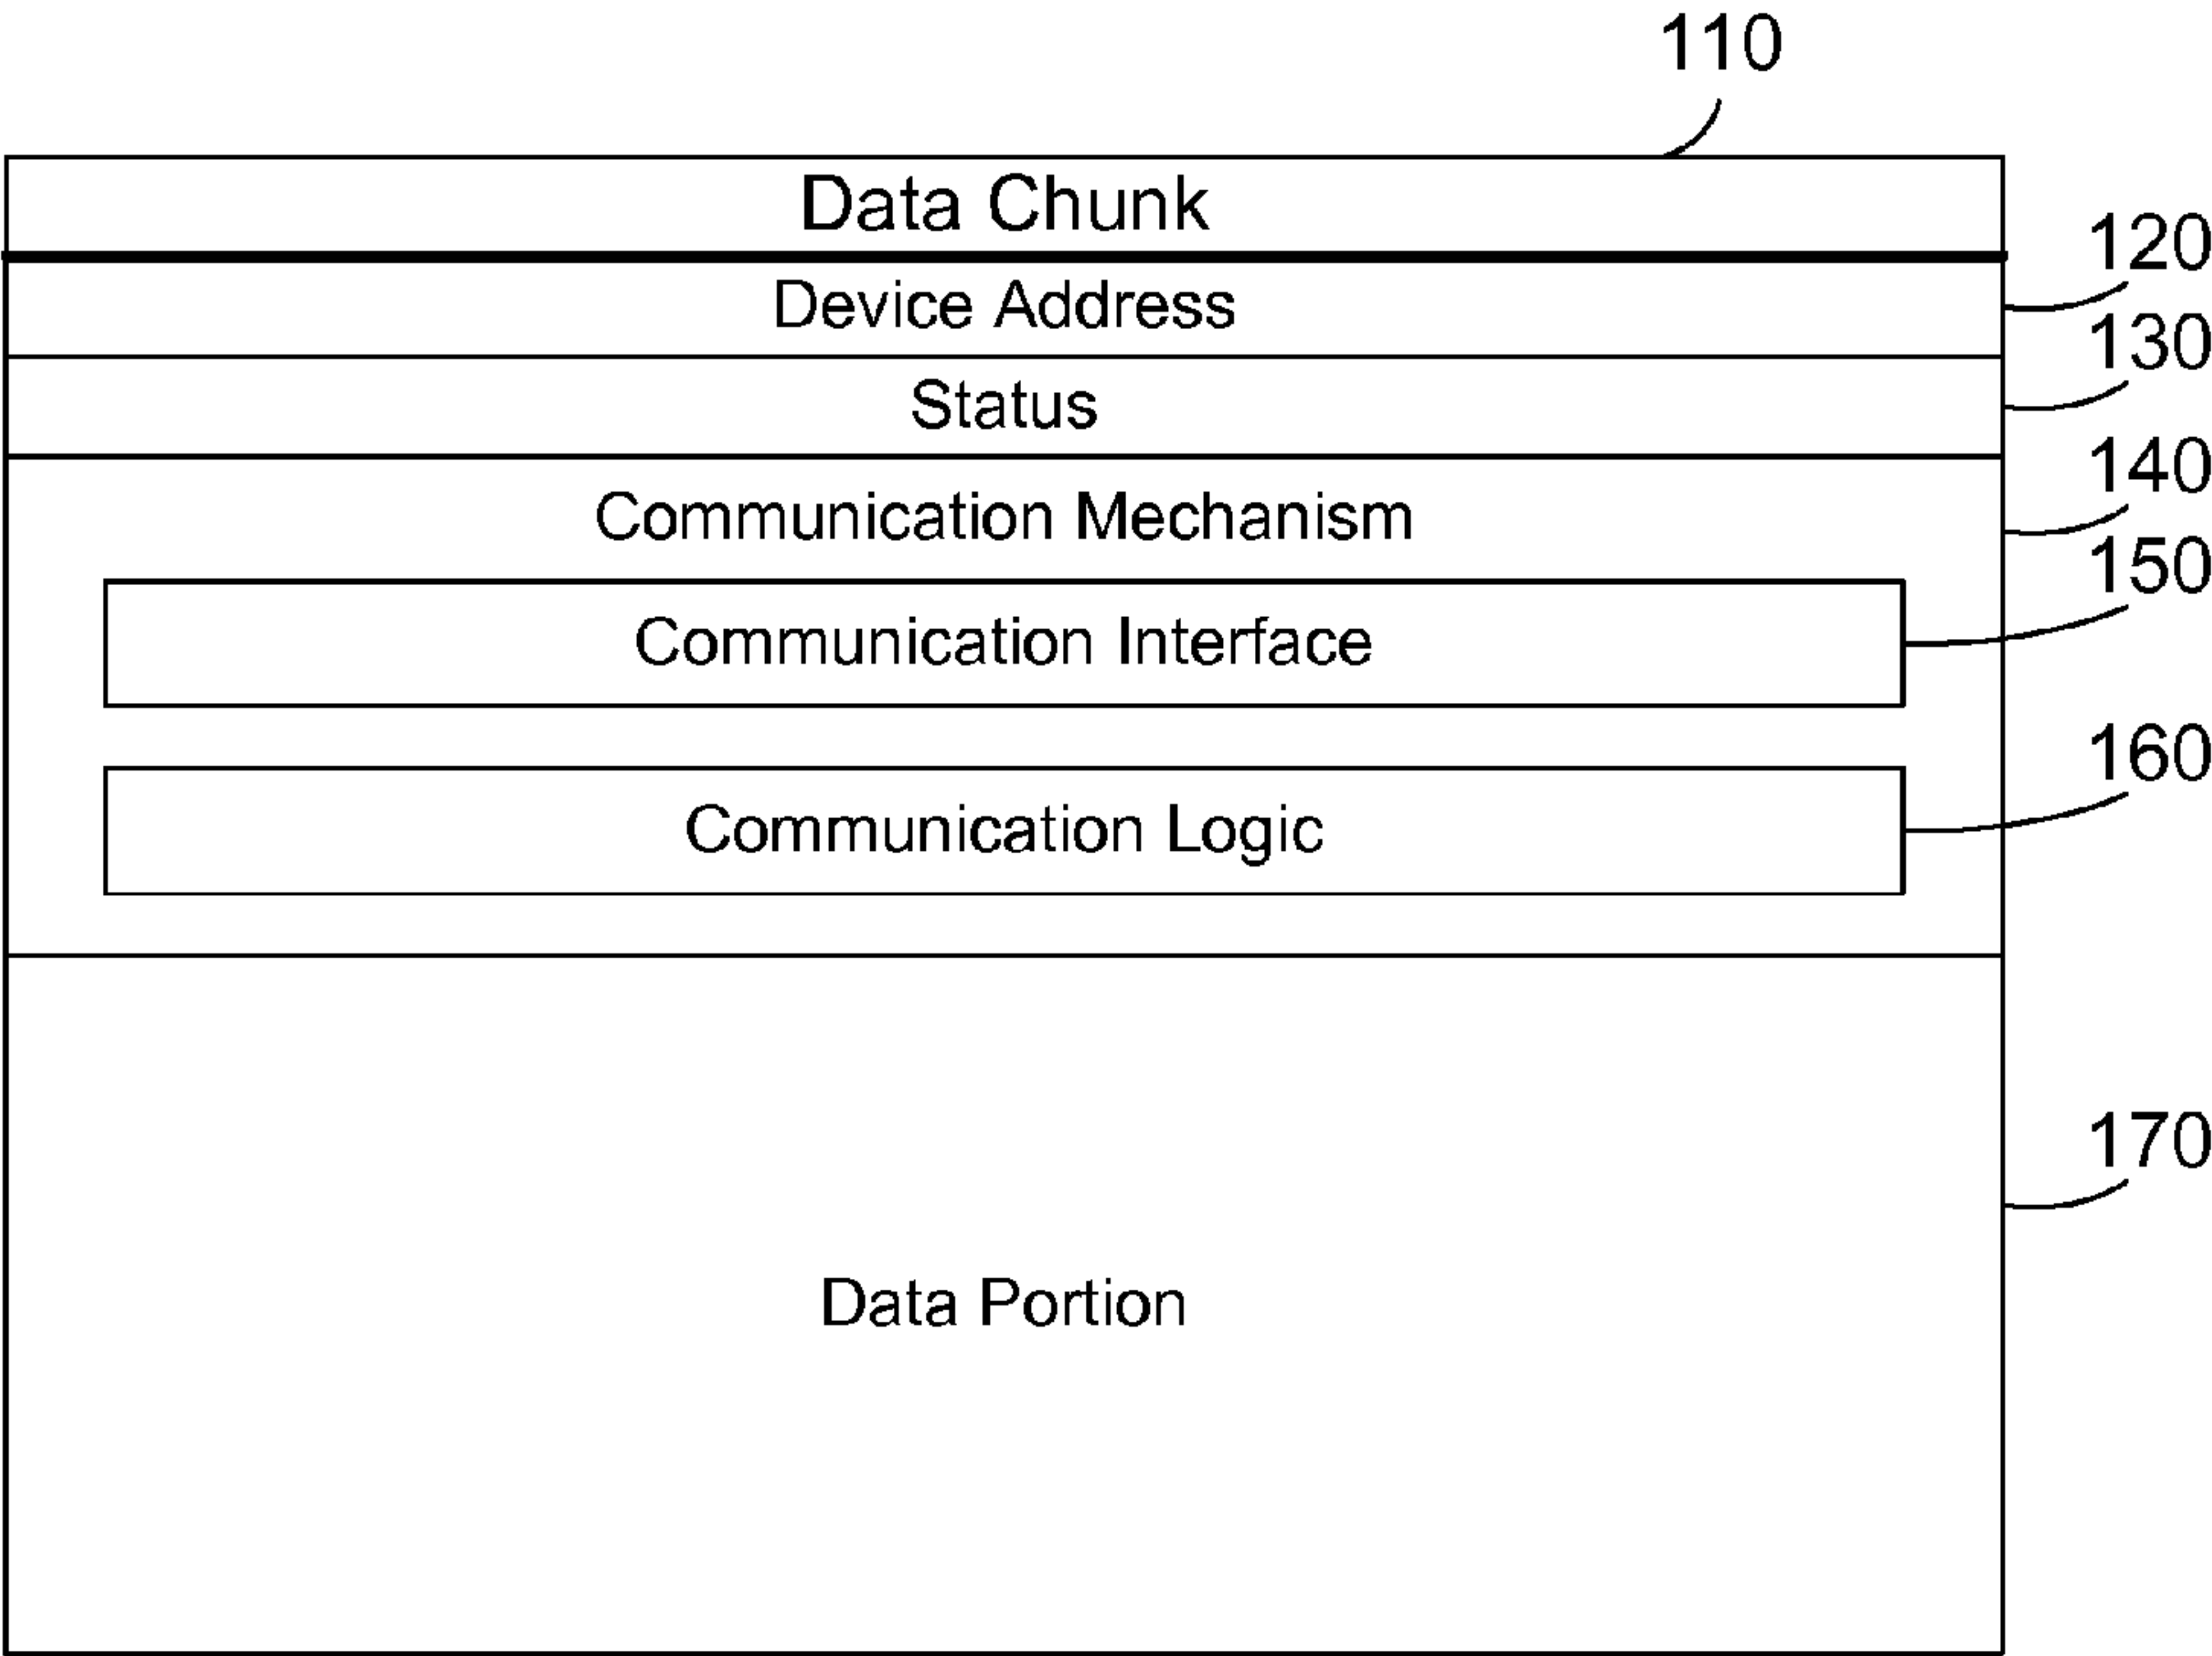 110
Data Chunk
120
Device Address
130
Status
140
Communication Mechanism
150
Communication Interface
160
Communication Logic
170
Data Portion